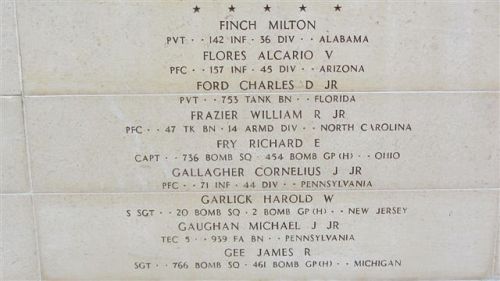 FINCH MILTON
PVT · · 142 INF · 36 DIV · · ALABAMA
FLORES ALCARIO V
PFC · · 157 INF · 45 DIV · · ARIZONA
FORD CHARLES D JR
PVT · · 753 TANK BN · · FLORIDA
FRAZIER WILLIAM R JR
PFC · · 47 TK BN · 14 ARMD DIV · · NORTH CAROLINA
FRY RICHARD E
CAPT · · 736 BOMB SQ · 454 BOMB GP (H) · · OHIO
GALLAGHER CORNELIUS J JR
PFC · · 71 INF · 44 DIV · · PENNSYLVANIA
GARLICK HAROLD W
S SGT · · 20 BOMB SQ · 2 BOMB GP (H) · · NEW JERSEY
GAUGHAN MICHAEL J JR
TEC 5 · · 939 FA BN · · PENNSYLVANIA
GEE JAMES R
SGT · · 766 BOMB SQ · 461 BOMB GP (H) · · MICHIGAN